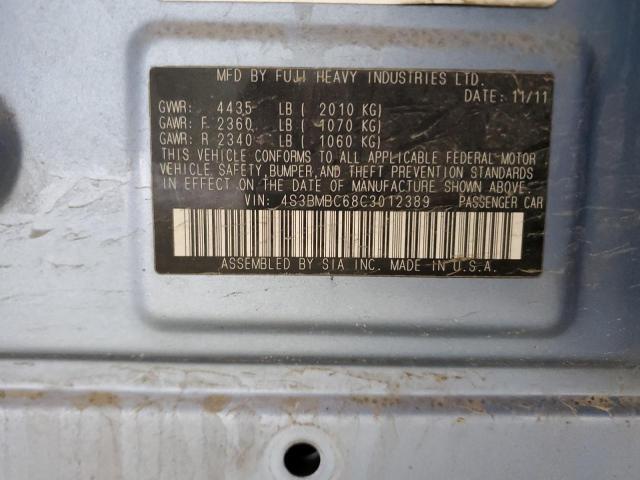 MFD BY FUJI HEAVY INDUSTRIES LTD.
DATE: 11/11
GVWR: 4435 LB ( 2010 KG)
GAWR: F 2360 LB ( 1070 KG)
GAWR: R 2340 LB ( 1060 KG)
THIS VEHICLE CONFORMS TO ALL APPLICABLE FEDERAL MOTOR
VEHICLE SAFETY, BUMPER, AND THEFT PREVENTION STANDARDS
IN EFFECT ON THE DATE OF MANUFACTURE SHOWN ABOVE.
VIN: 4S3BMBC68C3012389 PASSENGER CAR
ASSEMBLED BY SIA INC. MADE IN U.S.A.